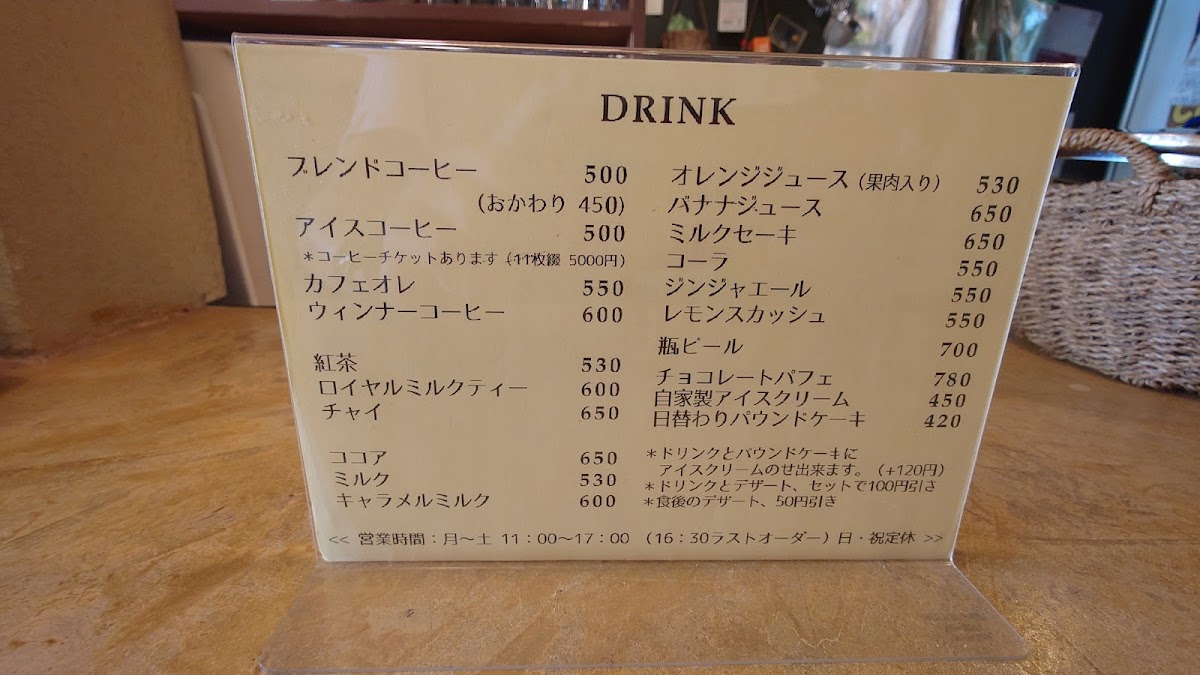 DRINK
ブレンドコーヒー 500
(おかわり 450)
アイスコーヒー 500
＊コーヒーチケットあります（11枚綴 5000円）
カフェオレ 550
ウィンナーコーヒー 600
紅茶 530
ロイヤルミルクティー 600
チャイ 650
ココア 650
ミルク 530
キャラメルミルク 600
オレンジジュース（果肉入り） 530
バナナジュース 650
ミルクセーキ 650
コーラ 550
ジンジャエール 550
レモンスカッシュ 550
瓶ビール 700
チョコレートパフェ 780
自家製アイスクリーム 450
日替わりパウンドケーキ 420
＊ドリンクとパウンドケーキに
アイスクリームのせ出来ます。（+120円）
＊ドリンクとデザート、セットで100円引き
＊食後のデザート、50円引き
<< 営業時間：月〜土 11：00〜17：00 （16：30ラストオーダー）日・祝定休 >>